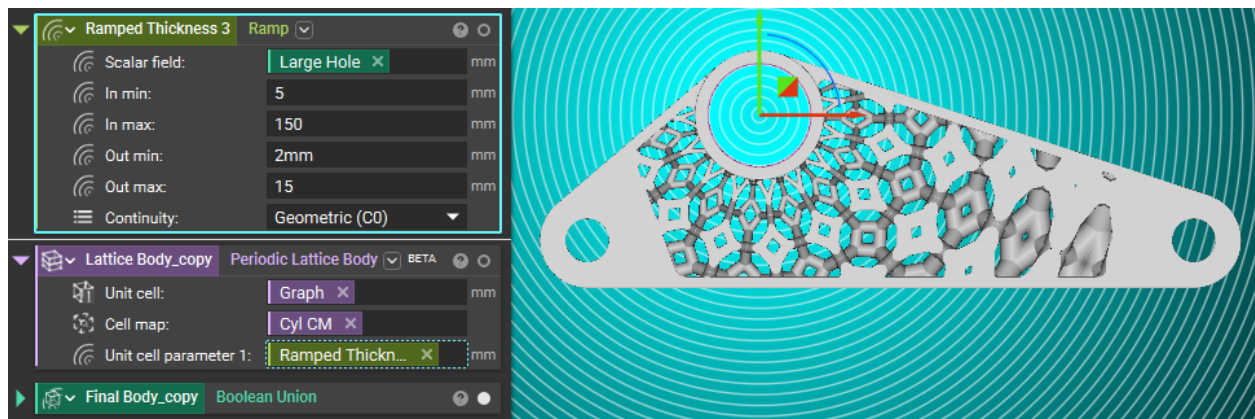 Ramped Thickness 3 Ramp
Scalar field: Large Hole mm
In min: 5 mm
In max: 150 mm
Out min: 2mm mm
Out max: 15 mm
Continuity: Geometric (C0)
Lattice Body_copy Periodic Lattice Body BETA
Unit cell: Graph mm
Cell map: Cyl CM
Unit cell parameter 1: Ramped Thickn... mm
Final Body_copy Boolean Union